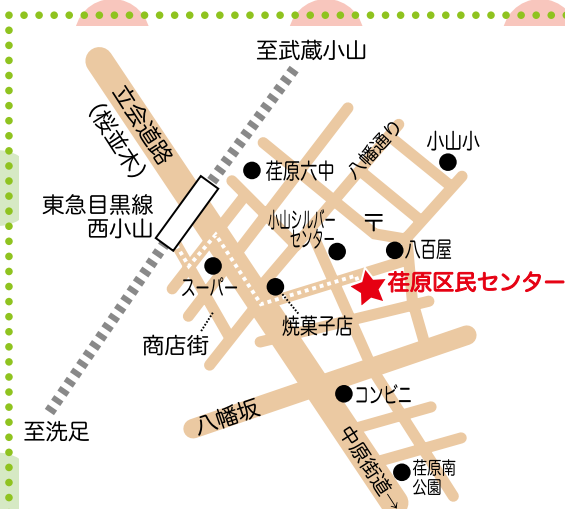 至武蔵小山
立会道路
(桜並木)
八幡通り
小山小
荏原六中
東急目黒線
西小山
小山シルバー
センター
〒
八百屋
荏原区民センター
スーパー
焼菓子店
商店街
コンビニ
八幡坂
至洗足
中原街道→
荏原南
公園